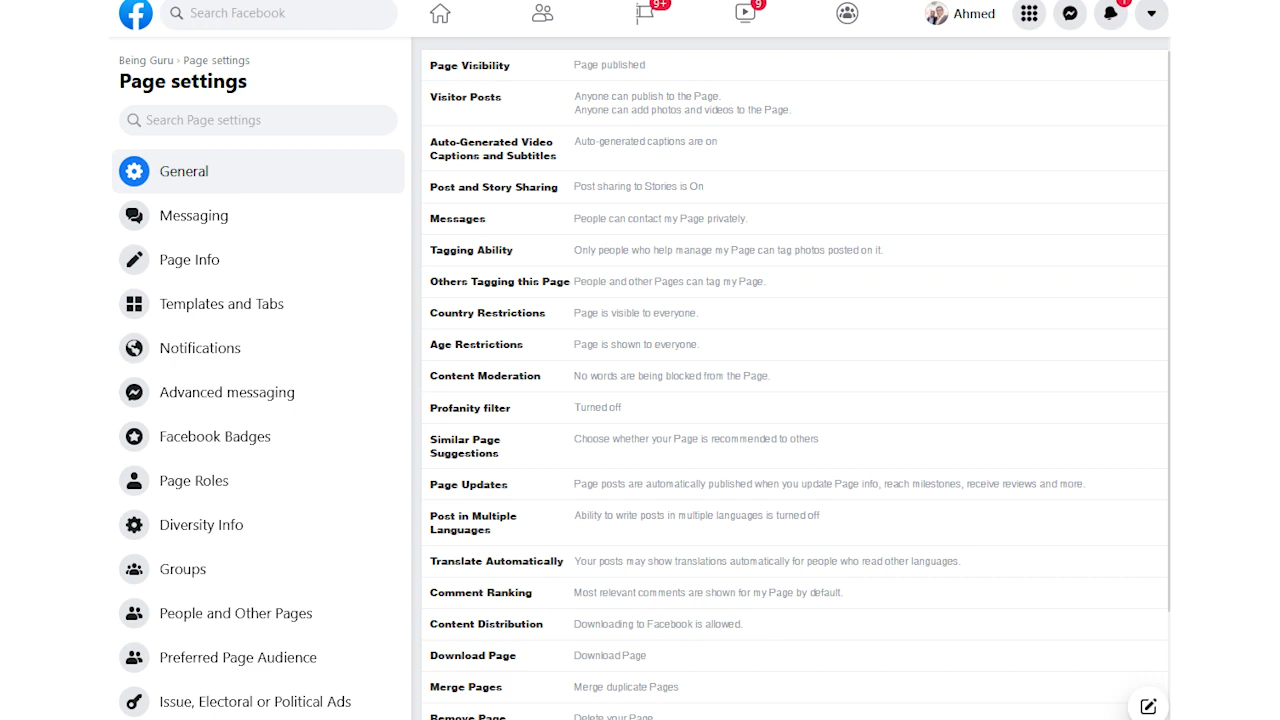 Search Facebook
9+
9
Ahmed
1
Being Guru › Page settings
Page settings
Search Page settings
General
Messaging
Page Info
Templates and Tabs
Notifications
Advanced messaging
Facebook Badges
Page Roles
Diversity Info
Groups
People and Other Pages
Preferred Page Audience
Issue, Electoral or Political Ads
Page Visibility Page published
Visitor Posts Anyone can publish to the Page.
Anyone can add photos and videos to the Page.
Auto-Generated Video Auto-generated captions are on
Captions and Subtitles
Post and Story Sharing Post sharing to Stories is On
Messages People can contact my Page privately.
Tagging Ability Only people who help manage my Page can tag photos posted on it.
Others Tagging this Page People and other Pages can tag my Page.
Country Restrictions Page is visible to everyone.
Age Restrictions Page is shown to everyone.
Content Moderation No words are being blocked from the Page.
Profanity filter Turned off
Similar Page Choose whether your Page is recommended to others
Suggestions
Page Updates Page posts are automatically published when you update Page info, reach milestones, receive reviews and more.
Post in Multiple Ability to write posts in multiple languages is turned off
Languages
Translate Automatically Your posts may show translations automatically for people who read other languages.
Comment Ranking Most relevant comments are shown for my Page by default.
Content Distribution Downloading to Facebook is allowed.
Download Page Download Page
Merge Pages Merge duplicate Pages
Remove Page Delete your Page